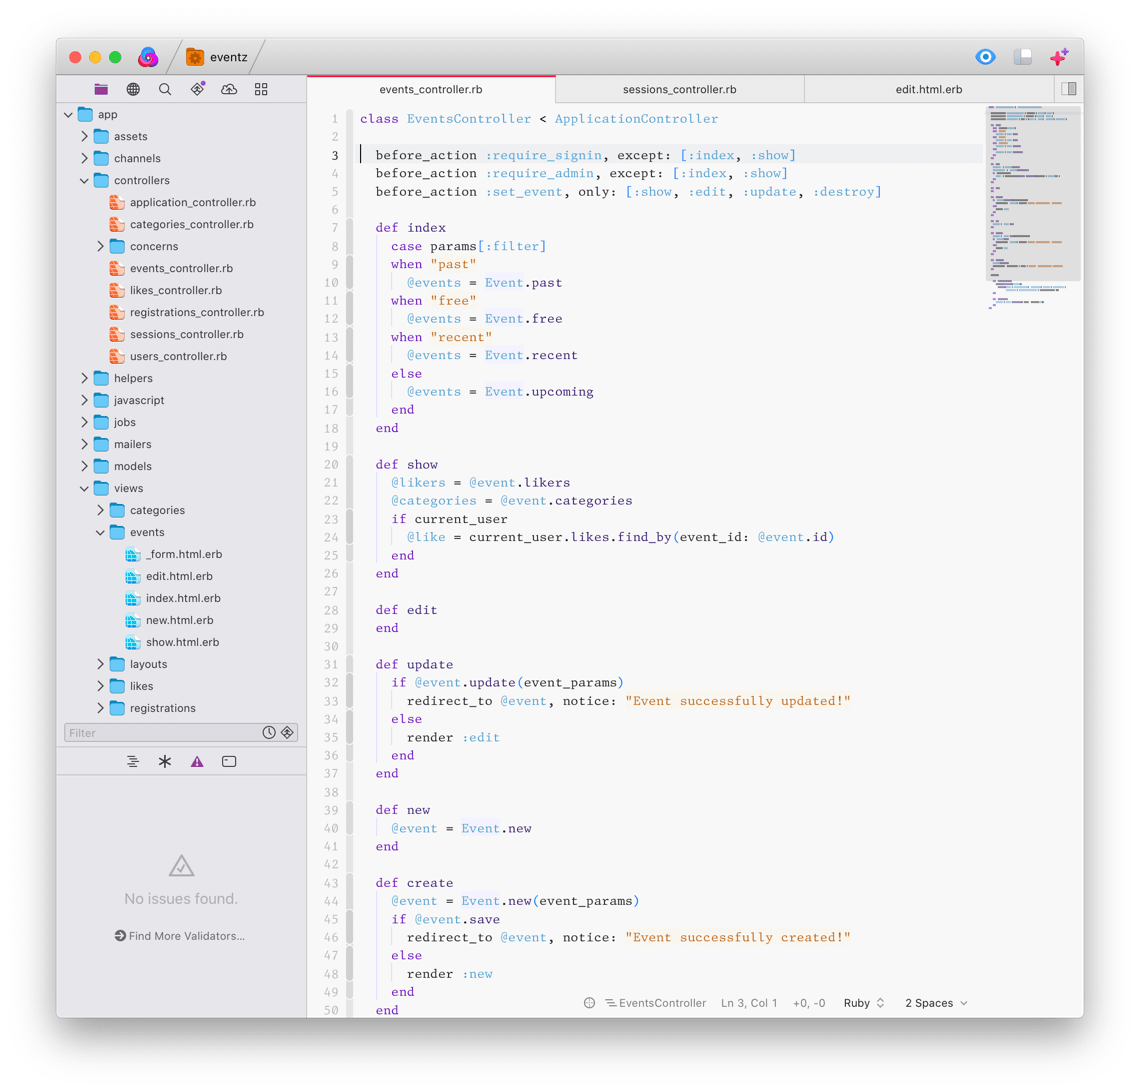 eventz
events_controller.rb
sessions_controller.rb
edit.html.erb
app
assets
channels
controllers
application_controller.rb
categories_controller.rb
concerns
events_controller.rb
likes_controller.rb
registrations_controller.rb
sessions_controller.rb
users_controller.rb
helpers
javascript
jobs
mailers
models
views
categories
events
_form.html.erb
edit.html.erb
index.html.erb
new.html.erb
show.html.erb
layouts
likes
registrations
Filter
No issues found.
Find More Validators...
1 class EventsController < ApplicationController
2
3 before_action :require_signin, except: [:index, :show]
4 before_action :require_admin, except: [:index, :show]
5 before_action :set_event, only: [:show, :edit, :update, :destroy]
6
7 def index
8 case params[:filter]
9 when "past"
10 @events = Event.past
11 when "free"
12 @events = Event.free
13 when "recent"
14 @events = Event.recent
15 else
16 @events = Event.upcoming
17 end
18 end
19
20 def show
21 @likers = @event.likers
22 @categories = @event.categories
23 if current_user
24 @like = current_user.likes.find_by(event_id: @event.id)
25 end
26 end
27
28 def edit
29 end
30
31 def update
32 if @event.update(event_params)
33 redirect_to @event, notice: "Event successfully updated!"
34 else
35 render :edit
36 end
37 end
38
39 def new
40 @event = Event.new
41 end
42
43 def create
44 @event = Event.new(event_params)
45 if @event.save
46 redirect_to @event, notice: "Event successfully created!"
47 else
48 render :new
49 end
50 end
EventsController Ln 3, Col 1 +0, -0 Ruby 2 Spaces